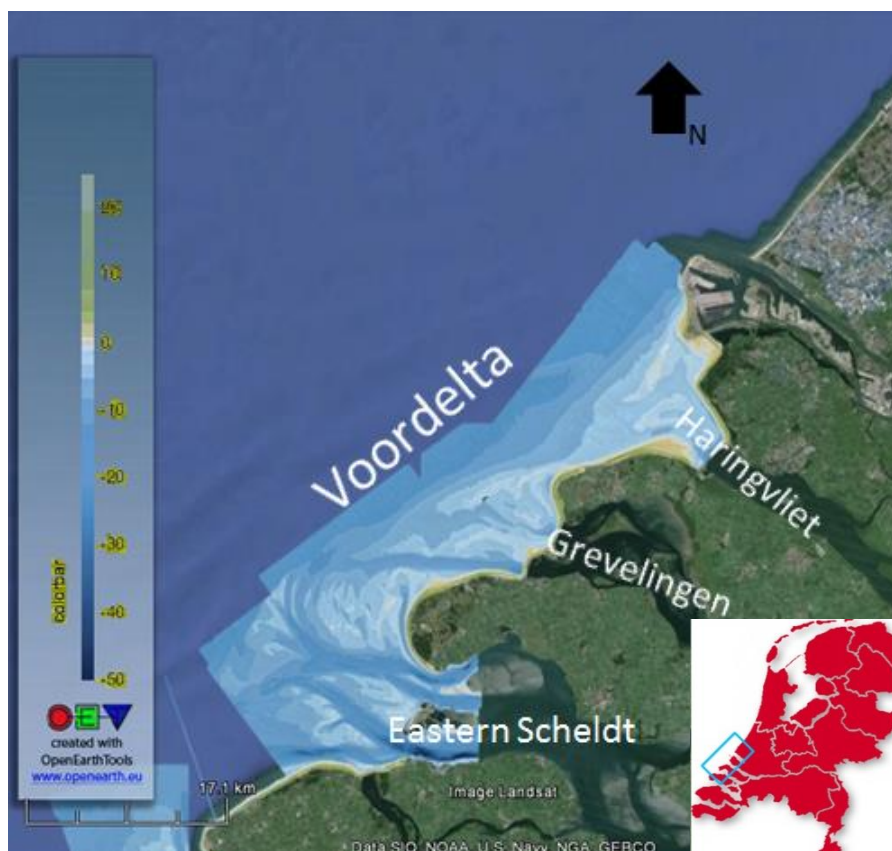 N
20
10
0
-10
-20
-30
-40
-50
colorbar
Voordelta
Haringvliet
Grevelingen
Eastern Scheldt
E
created with
OpenEarthTools
www.openearth.eu
17.1 km
Image Landsat
Data SIO, NOAA, U.S. Navy, NGA, GEBCO